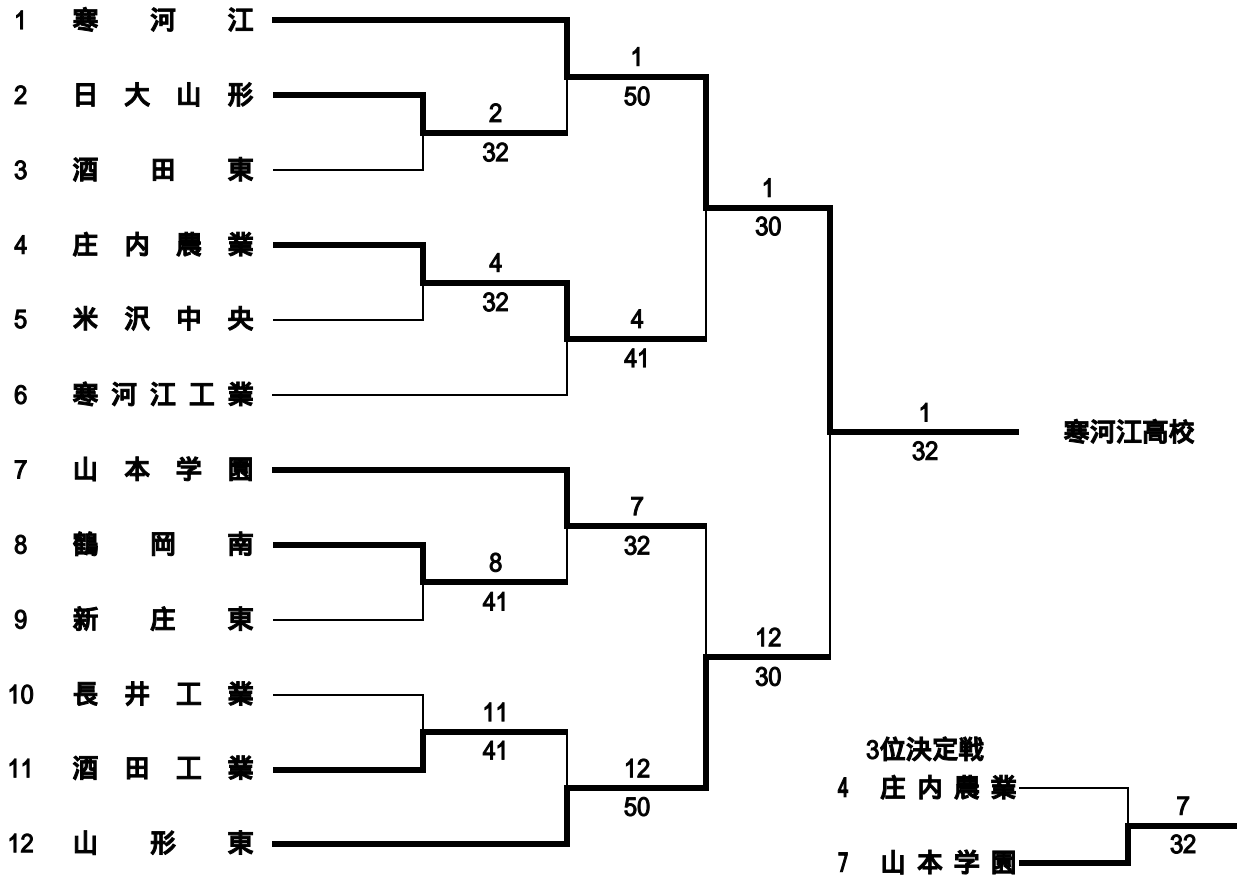 1 寒河江
2 日大山形
3 酒田東
4 庄内農業
5 米沢中央
6 寒河江工業
7 山本学園
8 鶴岡南
9 新庄東
10 長井工業
11 酒田工業
12 山形東
2
32
4
32
8
41
11
41
1
50
4
41
7
32
12
50
1
30
12
30
1
32
寒河江高校
3位決定戦
4 庄内農業
7 山本学園
7
32